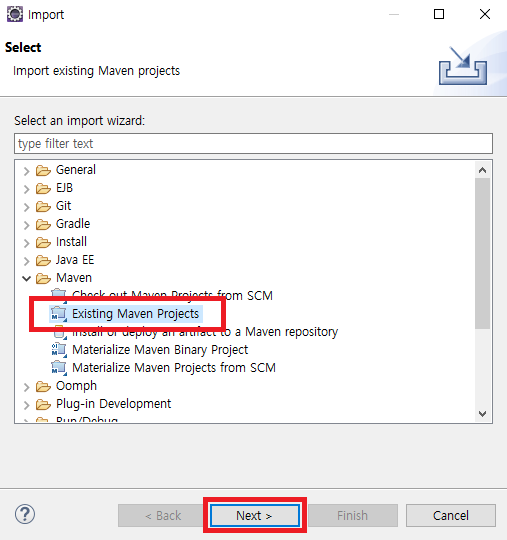 Import
Select
Import existing Maven projects
Select an import wizard:
type filter text
General
EJB
Git
Gradle
Install
Java EE
Maven
Check out Maven Projects from SCM
Existing Maven Projects
Install or deploy an artifact to a Maven repository
Materialize Maven Binary Project
Materialize Maven Projects from SCM
Oomph
Plug-in Development
Run/Debug
< Back Next > Finish Cancel